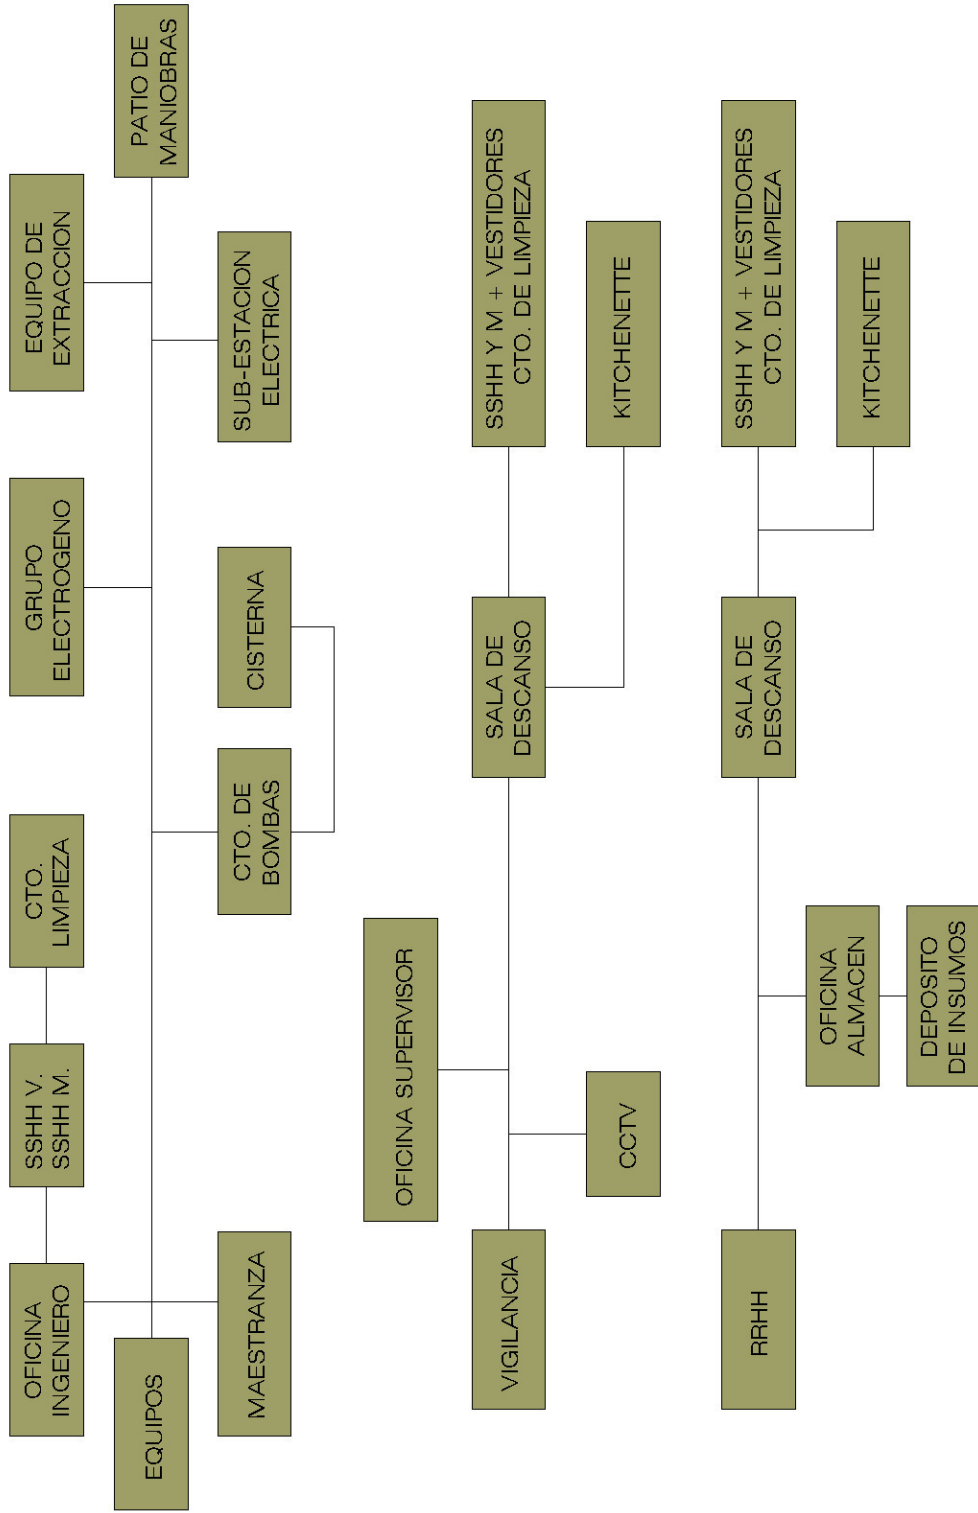 OFICINA
INGENIERO
SSHH V.
SSHH M.
CTO.
LIMPIEZA
GRUPO
ELECTROGENO
EQUIPO DE
EXTRACCION
EQUIPOS
PATIO DE
MANIOBRAS
MAESTRANZA
CTO. DE
BOMBAS
CISTERNA
SUB-ESTACION
ELECTRICA
OFICINA SUPERVISOR
VIGILANCIA
SALA DE
DESCANSO
SSHH Y M + VESTIDORES
CTO. DE LIMPIEZA
CCTV
KITCHENETTE
RRHH
SALA DE
DESCANSO
SSHH Y M + VESTIDORES
CTO. DE LIMPIEZA
OFICINA
ALMACEN
KITCHENETTE
DEPOSITO
DE INSUMOS